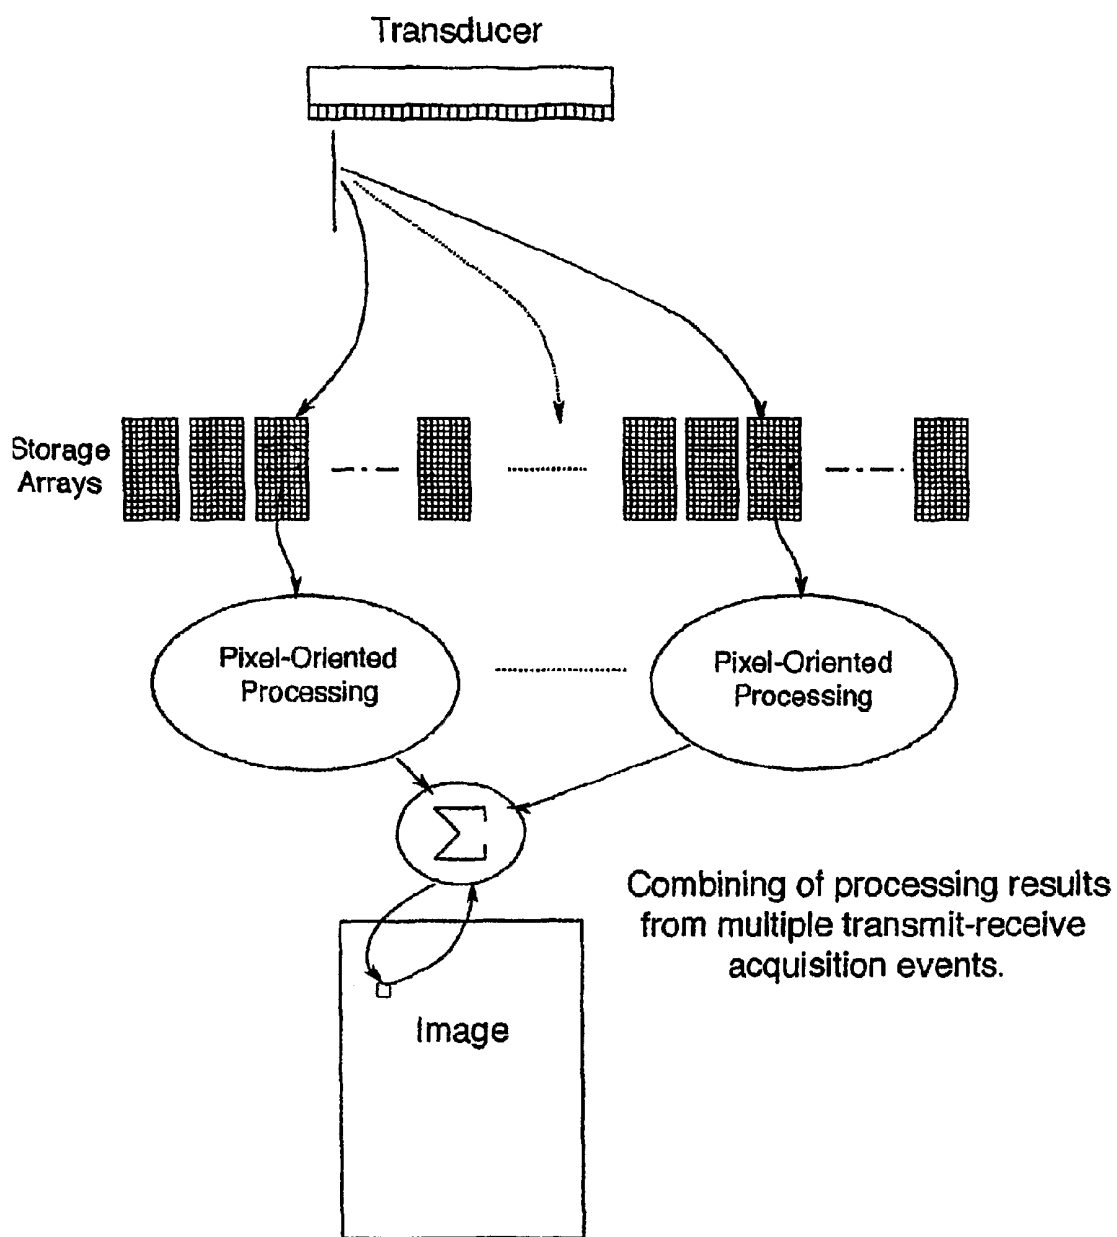 Transducer
Storage
Arrays
Pixel-Oriented
Processing
Pixel-Oriented
Processing
Σ
Combining of processing results
from multiple transmit-receive
acquisition events.
Image